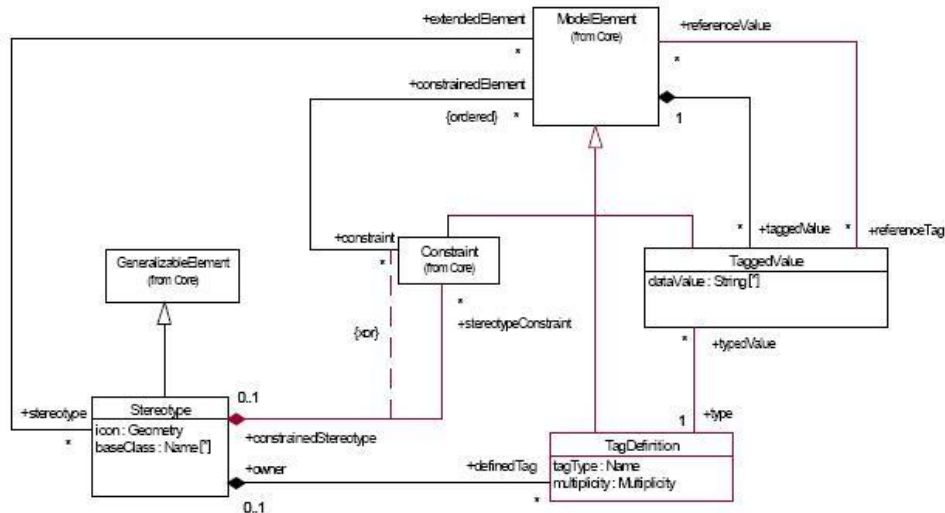 +extendedElement
ModelElement
(from Core)
+referenceValue
*
*
+constrainedElement
{ordered}
*
1
+constraint
*
Constraint
(from Core)
*
+taggedValue
*
+referenceTag
GeneralizableElement
(from Core)
TaggedValue
dataValue : String [*]
*
+stereotypeConstraint
{xor}
*
+typedValue
+stereotype
*
Stereotype
icon : Geometry
baseClass : Name [*]
0..1
+constrainedStereotype
1
+type
TagDefinition
tagType : Name
multiplicity : Multiplicity
+owner
0..1
+definedTag
*